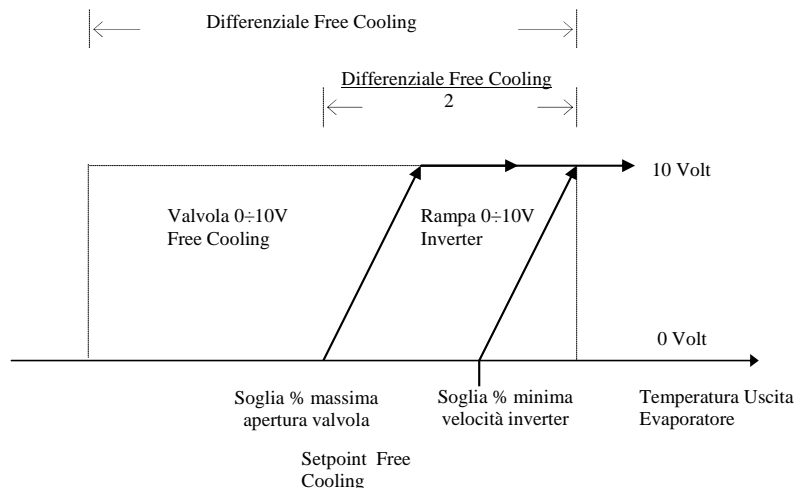 Differenziale Free Cooling
Differenziale Free Cooling
2
10 Volt
Valvola 0÷10V
Free Cooling
Rampa 0÷10V
Inverter
0 Volt
Soglia % massima
apertura valvola
Soglia % minima
velocità inverter
Temperatura Uscita
Evaporatore
Setpoint Free
Cooling